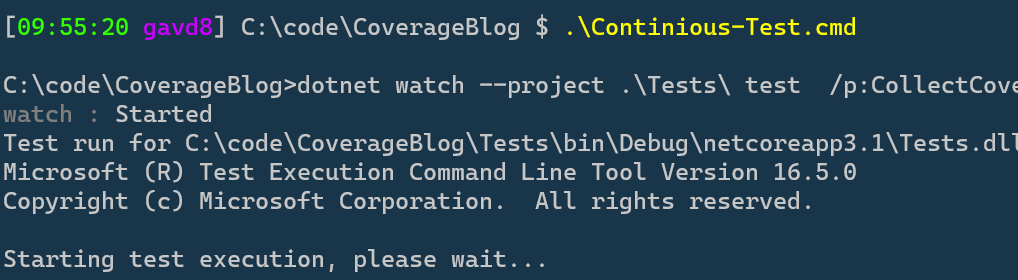 [09:55:20 gavd8] C:\code\CoverageBlog $ .\Continious-Test.cmd
C:\code\CoverageBlog>dotnet watch --project .\Tests\ test  /p:CollectCove
watch : Started
Test run for C:\code\CoverageBlog\Tests\bin\Debug\netcoreapp3.1\Tests.dll
Microsoft (R) Test Execution Command Line Tool Version 16.5.0
Copyright (c) Microsoft Corporation.  All rights reserved.
Starting test execution, please wait...